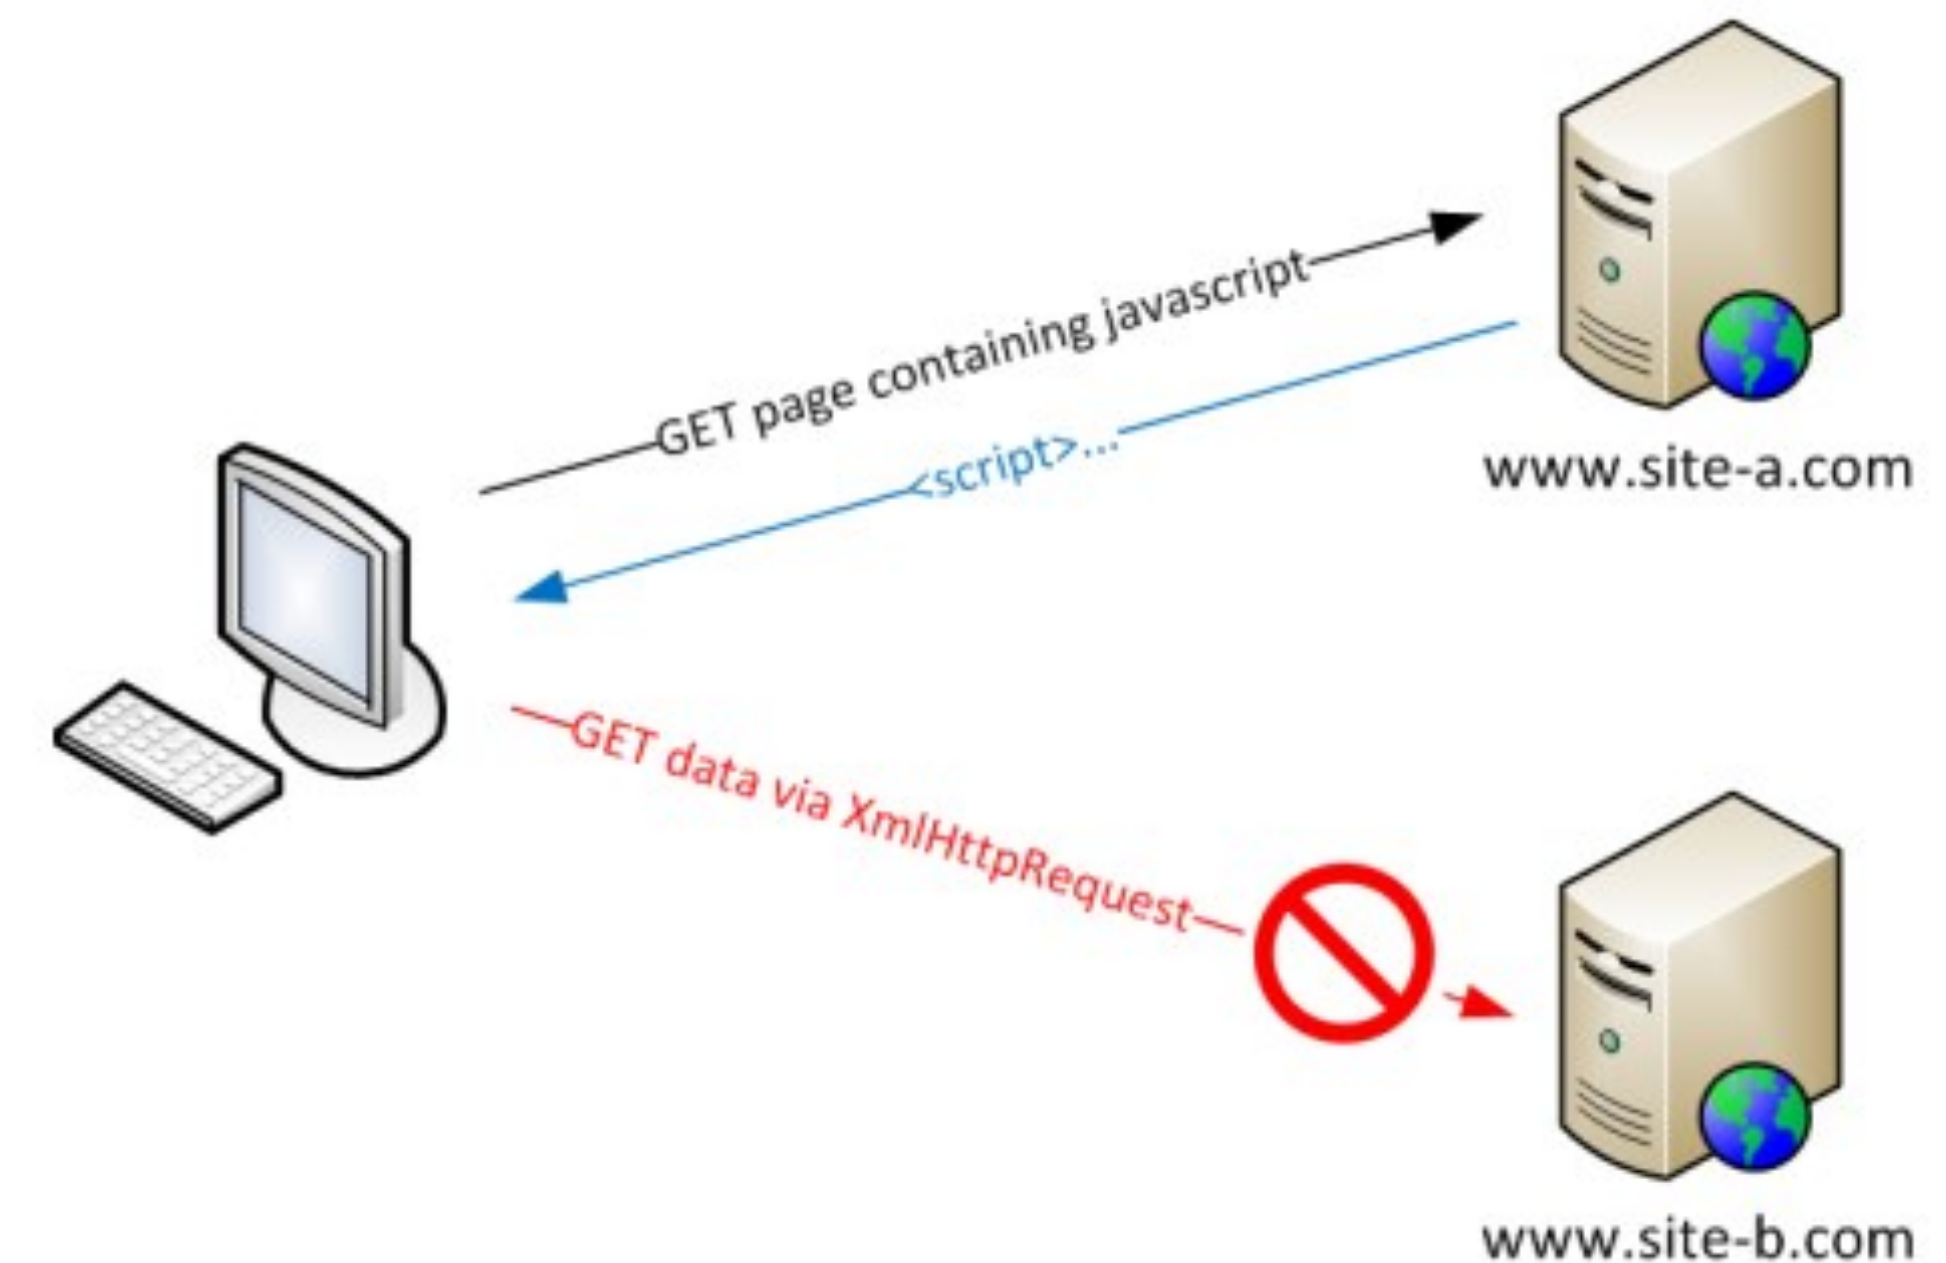 GET page containing javascript
<script>...
www.site-a.com
GET data via XmlHttpRequest
www.site-b.com